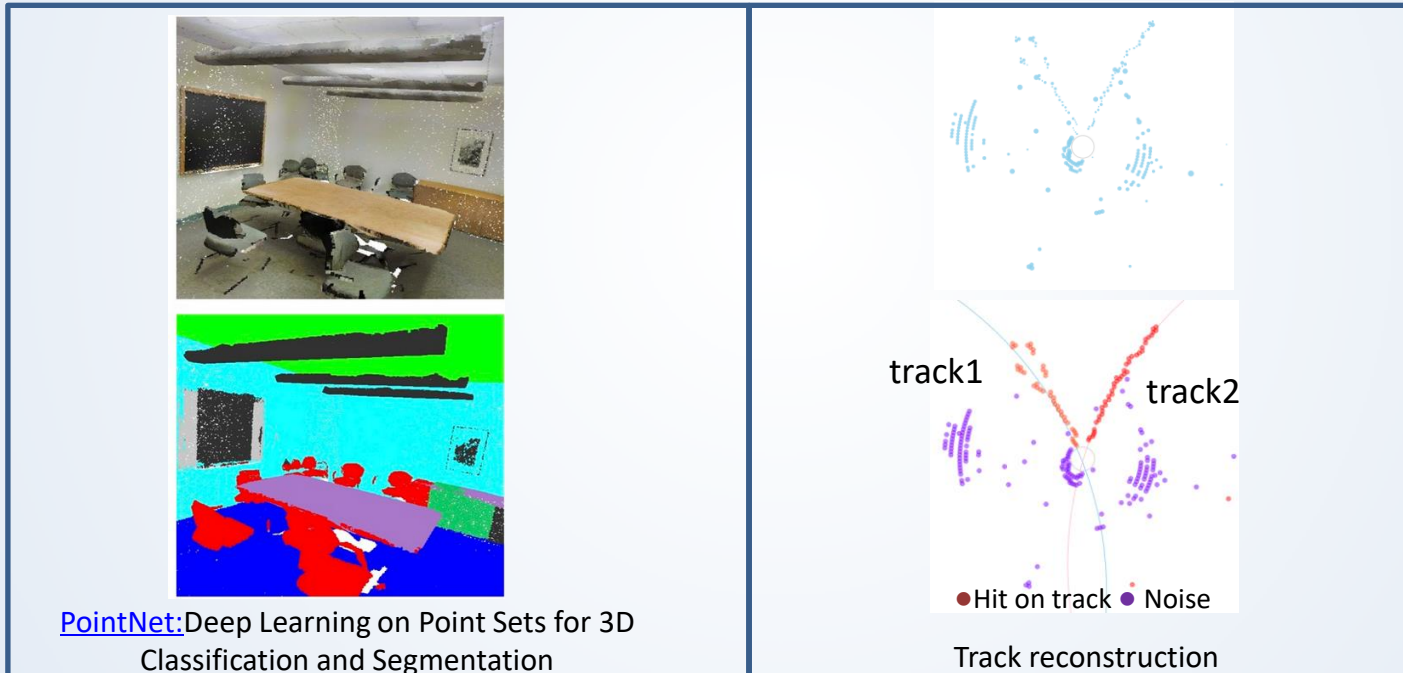 PointNet:Deep Learning on Point Sets for 3D
Classification and Segmentation
track1
track2
Hit on track
Noise
Track reconstruction